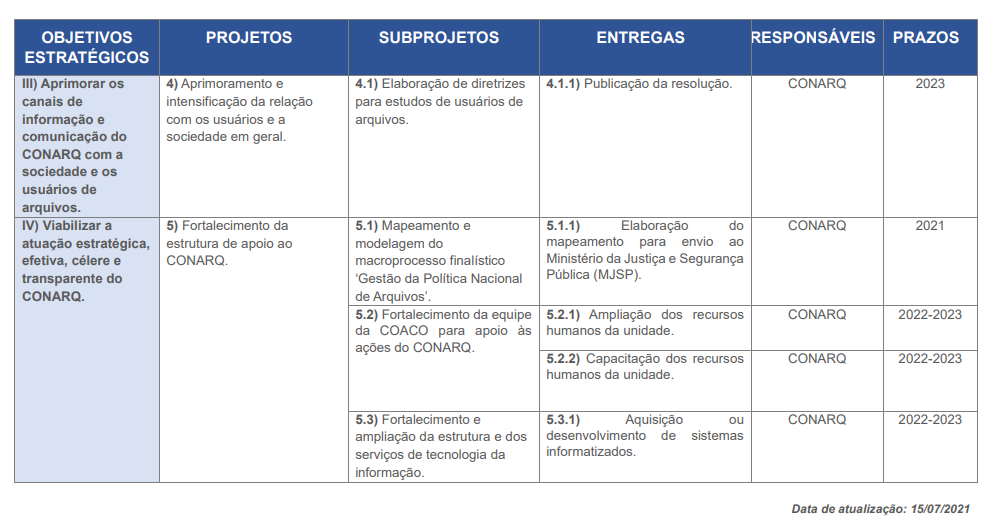 OBJETIVOS
ESTRATÉGICOS
PROJETOS
SUBPROJETOS
ENTREGAS
RESPONSÁVEIS
PRAZOS
III) Aprimorar os
canais de
informação e
comunicação do
CONARQ com a
sociedade e os
usuários de
arquivos.
4) Aprimoramento e
intensificação da relação
com os usuários e a
sociedade em geral.
4.1) Elaboração de diretrizes
para estudos de usuários de
arquivos.
4.1.1) Publicação da resolução.
CONARQ
2023
IV) Viabilizar a
atuação estratégica,
efetiva, célere e
transparente do
CONARQ.
5) Fortalecimento da
estrutura de apoio ao
CONARQ.
5.1) Mapeamento e
modelagem do
macroprocesso finalístico
‘Gestão da Política Nacional
de Arquivos’.
5.1.1) Elaboração do
mapeamento para envio ao
Ministério da Justiça e Segurança
Pública (MJSP).
CONARQ
2021
5.2) Fortalecimento da equipe
da COACO para apoio às
ações do CONARQ.
5.2.1) Ampliação dos recursos
humanos da unidade.
CONARQ
2022-2023
5.2.2) Capacitação dos recursos
humanos da unidade.
CONARQ
2022-2023
5.3) Fortalecimento e
ampliação da estrutura e dos
serviços de tecnologia da
informação.
5.3.1) Aquisição ou
desenvolvimento de sistemas
informatizados.
CONARQ
2022-2023
Data de atualização: 15/07/2021